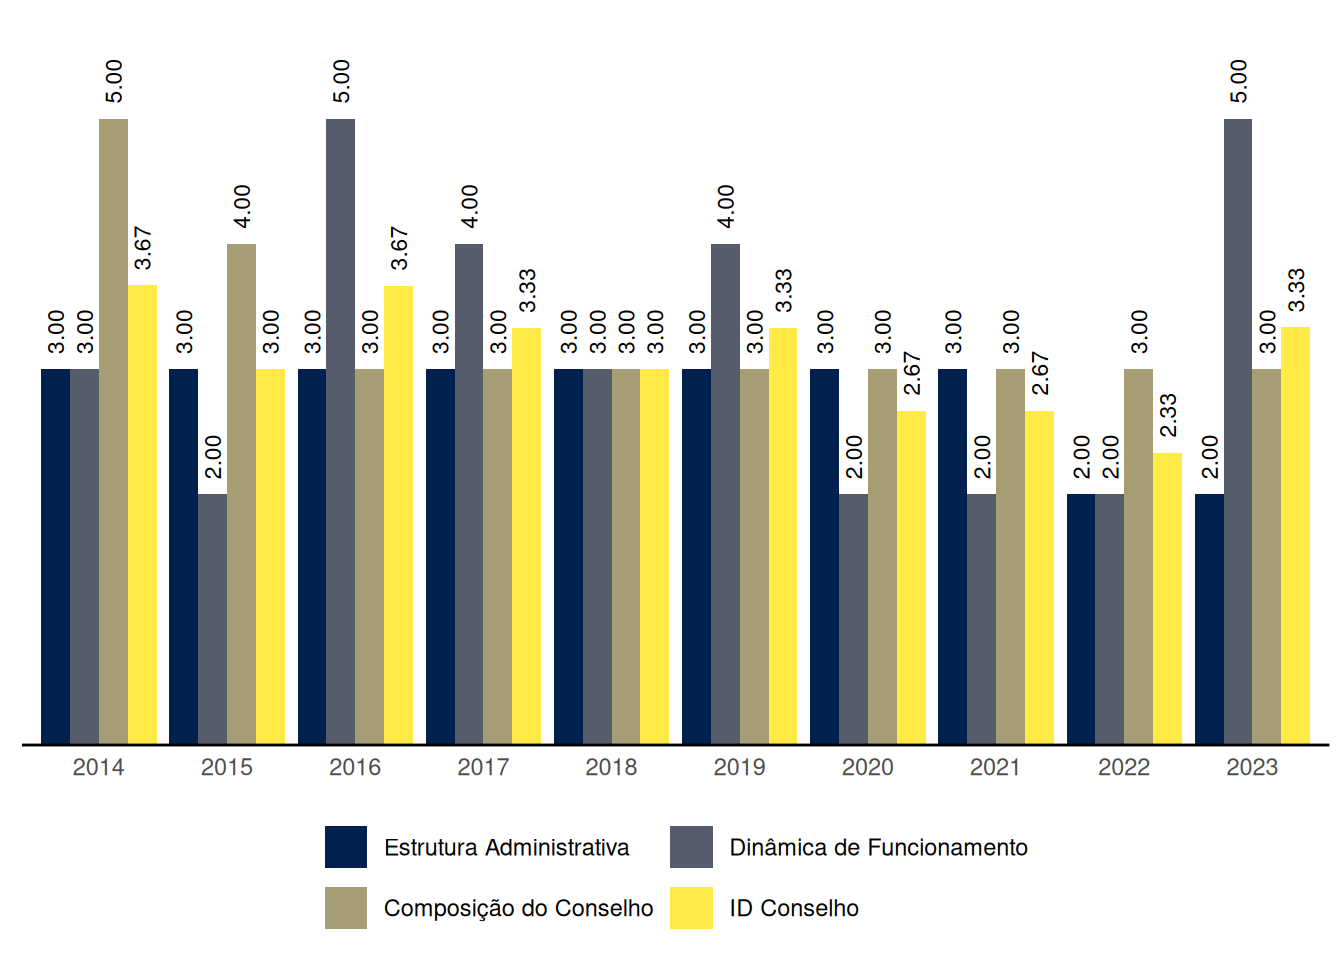 3.00 3.00 5.00 3.67 3.00 2.00 4.00 3.00 3.00 5.00 3.00 3.67 3.00 4.00 3.00 3.33 3.00 3.00 3.00 3.00 3.00 4.00 3.00 3.33 3.00 2.00 3.00 2.67 3.00 2.00 3.00 2.67 2.00 2.00 3.00 2.33 2.00 5.00 3.00 3.33
2014 2015 2016 2017 2018 2019 2020 2021 2022 2023
Estrutura Administrativa Dinâmica de Funcionamento
Composição do Conselho ID Conselho